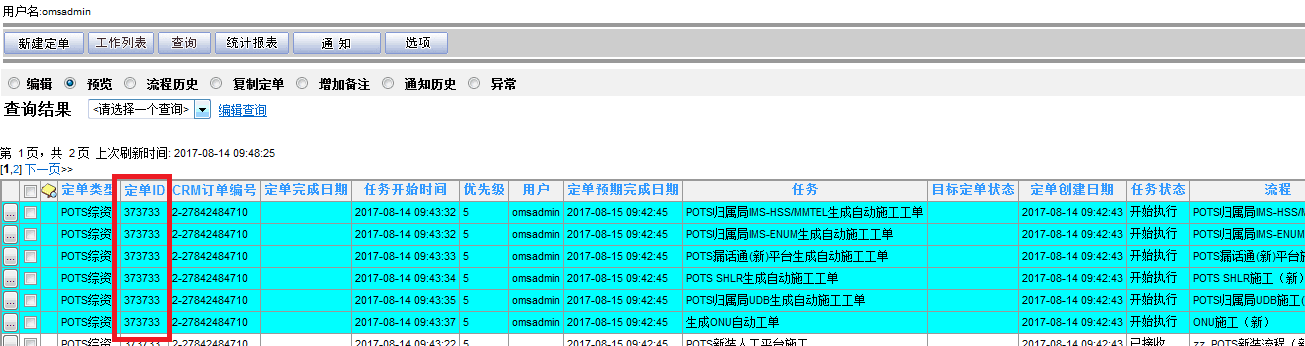 用户名:omsadmin
新建定单 工作列表 查询 统计报表 通 知 选项
编辑 预览 流程历史 复制定单 增加备注 通知历史 异常
查询结果 <请选择一个查询> 编辑查询
第 1页，共 2页 上次刷新时间: 2017-08-14 09:48:25
[1,2] 下一页>>
定单类型 定单ID CRM订单编号 定单完成日期 任务开始时间 优先级 用户 定单预期完成日期 任务 目标定单状态 定单创建日期 任务状态 流程
... POTS综资 373733 2-27842484710 2017-08-14 09:43:32 5 omsadmin 2017-08-15 09:42:45 POTS归属局IMS-HSS/MMTEL生成自动施工工单 2017-08-14 09:42:43 开始执行 POTS归属局IMS-HSS/M
... POTS综资 373733 2-27842484710 2017-08-14 09:43:32 5 omsadmin 2017-08-15 09:42:45 POTS归属局IMS-ENUM生成自动施工工单 2017-08-14 09:42:43 开始执行 POTS归属局IMS-ENUM
... POTS综资 373733 2-27842484710 2017-08-14 09:43:33 5 omsadmin 2017-08-15 09:42:45 POTS漏话通(新)平台生成自动施工工单 2017-08-14 09:42:43 开始执行 POTS漏话通(新)平台施
... POTS综资 373733 2-27842484710 2017-08-14 09:43:34 5 omsadmin 2017-08-15 09:42:45 POTS SHLR生成自动施工工单 2017-08-14 09:42:43 开始执行 POTS SHLR施工（新）
... POTS综资 373733 2-27842484710 2017-08-14 09:43:35 5 omsadmin 2017-08-15 09:42:45 POTS归属局UDB生成自动施工工单 2017-08-14 09:42:43 开始执行 POTS归属局UDB施工(
... POTS综资 373733 2-27842484710 2017-08-14 09:43:37 5 omsadmin 2017-08-15 09:42:45 生成ONU自动工单 2017-08-14 09:42:43 开始执行 ONU施工（新）
POTS综资 373733 2-27842484710 2017-08-14 09:43:22 5 2017-08-15 09:42:45 POTS新装人工平台施工 2017-08-14 09:42:43 已接收 zz_POTS新装流程（新